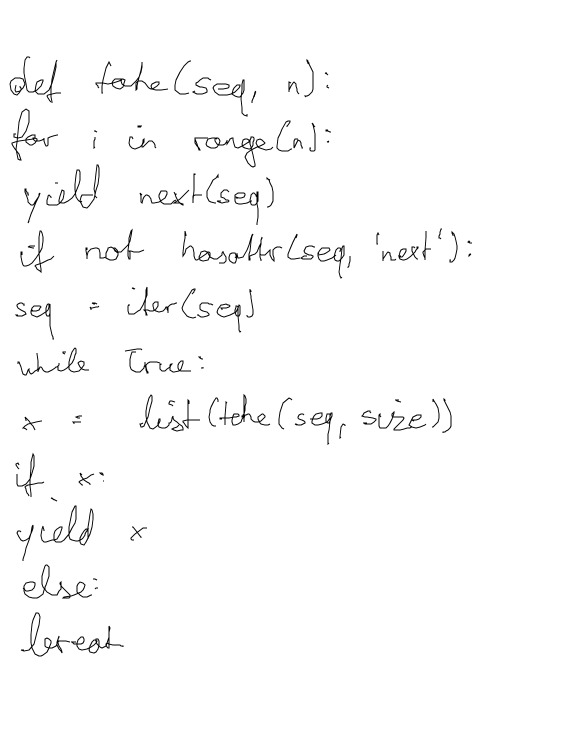 def take(seq, n):
for i in range(n):
yield next(seq)
if not hasattr(seq, 'next'):
seq = iter(seq)
while True:
x = list(take(seq, size))
if x:
yield x
else:
break